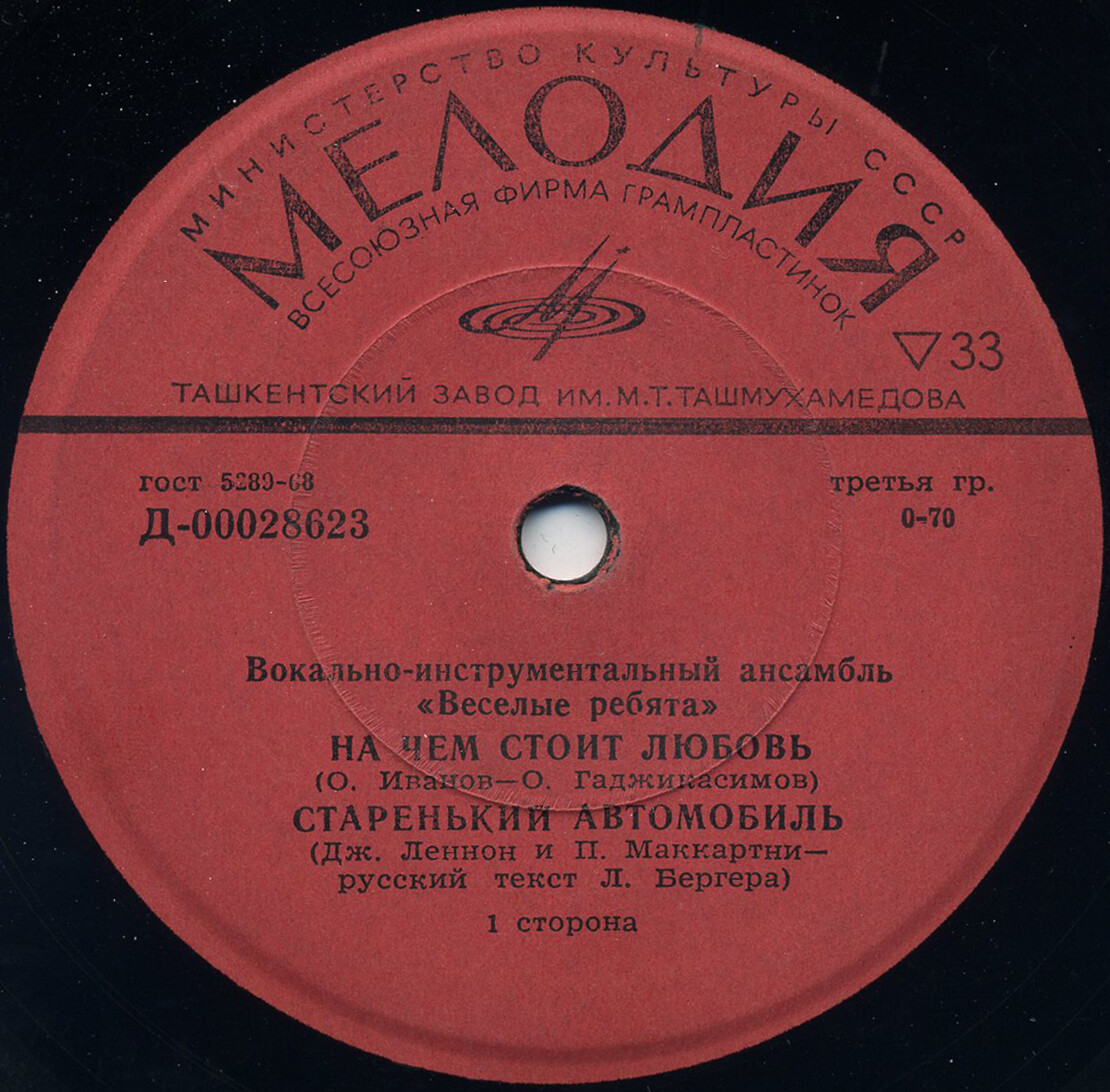 МИНИСТЕРСТВО КУЛЬТУРЫ СССР
МЕЛОДИЯ
ВСЕСОЮЗНАЯ ФИРМА ГРАМПЛАСТИНОК
▽33
ТАШКЕНТСКИЙ ЗАВОД ИМ. М.Т. ТАШМУХАМЕДОВА
гост 5289-68
третья гр.
Д-00028623
0-70
Вокально-инструментальный ансамбль
«Веселые ребята»
НА ЧЕМ СТОИТ ЛЮБОВЬ
(О. Иванов—О. Гаджикасимов)
СТАРЕНЬКИЙ АВТОМОБИЛЬ
(Дж. Леннон и П. Маккартни—
русский текст Л. Бергера)
1 сторона